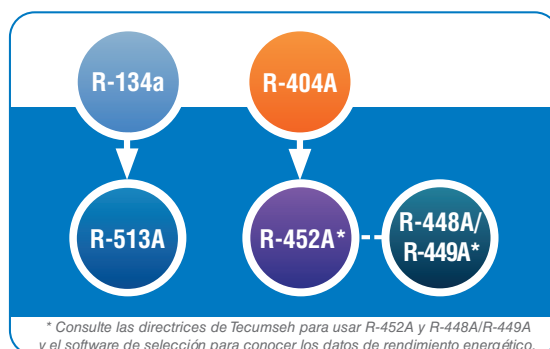 R-134a
R-404A
R-513A
R-452A*
R-448A/
R-449A*
* Consulte las directrices de Tecumseh para usar R-452A y R-448A/R-449A
y el software de selección para conocer los datos de rendimiento energético.